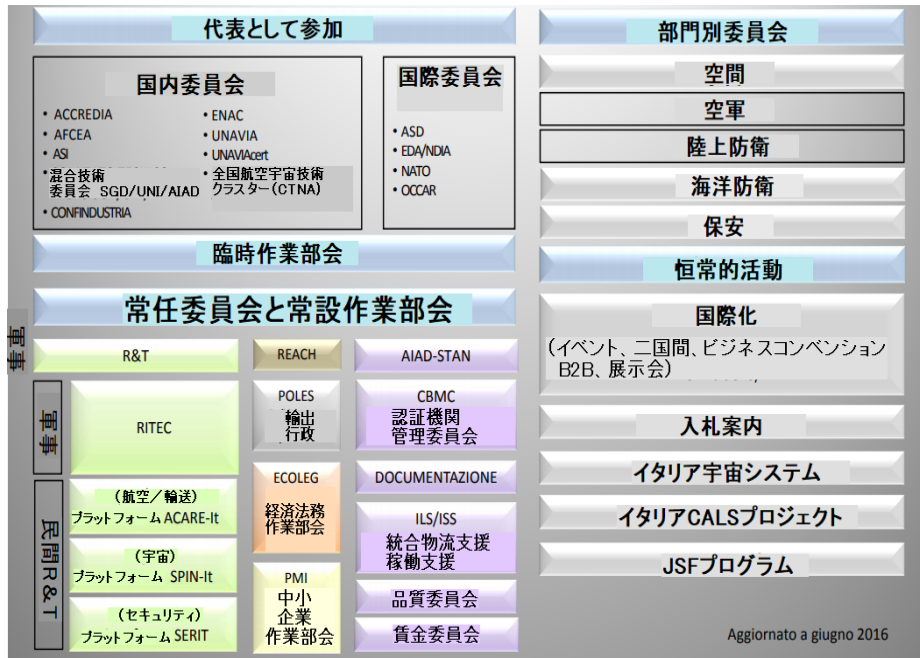 代表として参加
国内委員会
• ACCREDIA
• AFCEA
• ASI
• 混合技術
委員会 SGD/UNI/AIAD
• CONFINDUSTRIA
• ENAC
• UNAVIA
• UNAVIAcert
• 全国航空宇宙技術
クラスター(CTNA)
国際委員会
• ASD
• EDA/NDIA
• NATO
• OCCAR
臨時作業部会
常任委員会と常設作業部会
軍事
R&T
軍事
RITEC
民間R&T
(航空/輸送)
プラットフォーム ACARE-It
(宇宙)
プラットフォーム SPIN-It
(セキュリティ)
プラットフォーム SERIT
REACH
POLES
輸出
行政
ECOLEG
経済法務
作業部会
PMI
中小
企業
作業部会
AIAD-STAN
CBMC
認証機関
管理委員会
DOCUMENTAZIONE
ILS/ISS
統合物流支援
稼働支援
品質委員会
賃金委員会
部門別委員会
空間
空軍
陸上防衛
海洋防衛
保安
恒常的活動
国際化
(イベント、二国間、ビジネスコンベンション
B2B、展示会)
入札案内
イタリア宇宙システム
イタリアCALSプロジェクト
JSFプログラム
Aggiornato a giugno 2016